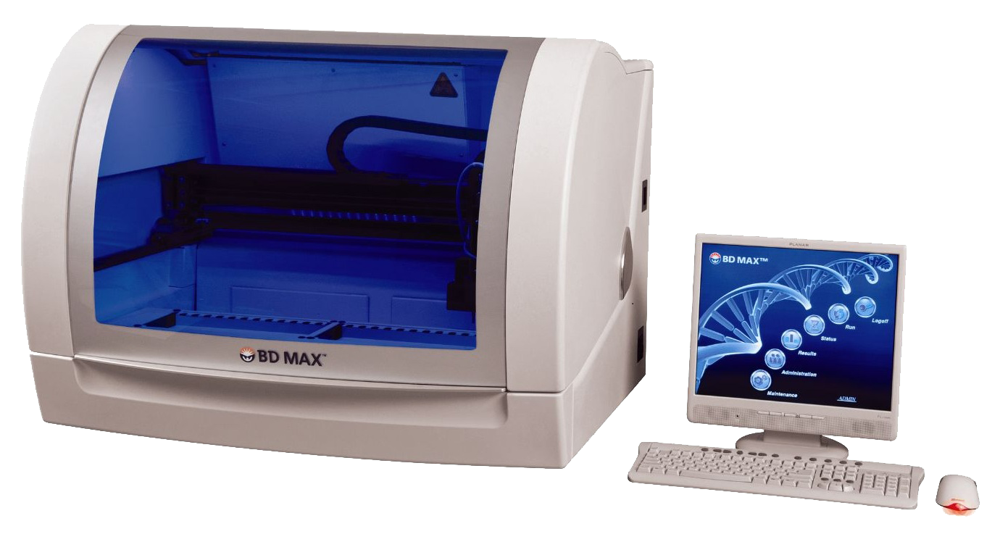 BD MAX™
PLANAR
BD MAX™
Logoff
Run
Status
Results
Administration
Maintenance
ADMIN